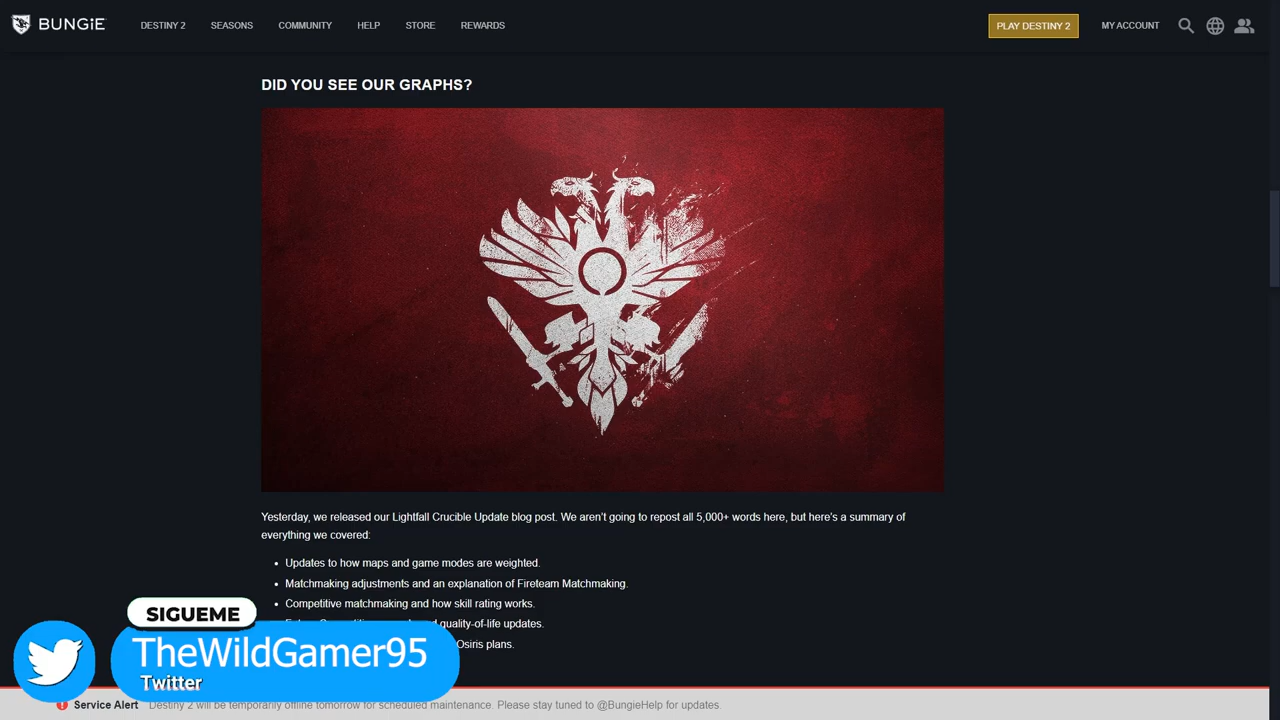 BUNGiE
DESTINY 2
SEASONS
COMMUNITY
HELP
STORE
REWARDS
PLAY DESTINY 2
MY ACCOUNT
DID YOU SEE OUR GRAPHS?
Yesterday, we released our Lightfall Crucible Update blog post. We aren't going to repost all 5,000+ words here, but here's a summary of
everything we covered:
• Updates to how maps and game modes are weighted.
• Matchmaking adjustments and an explanation of Fireteam Matchmaking.
• Competitive matchmaking and how skill rating works.
quality-of-life updates.
Osiris plans.
SIGUEME
TheWildGamer95
Twitter
Service Alert Destiny 2 will be temporarily offline tomorrow for scheduled maintenance. Please stay tuned to @BungieHelp for updates.